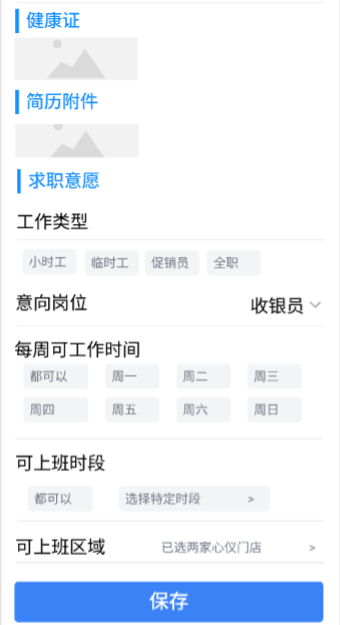 健康证
简历附件
求职意愿
工作类型
小时工 临时工 促销员 全职
意向岗位 收银员
每周可工作时间
都可以 周一 周二 周三
周四 周五 周六 周日
可上班时段
都可以 选择特定时段 >
可上班区域 已选两家心仪门店 >
保存